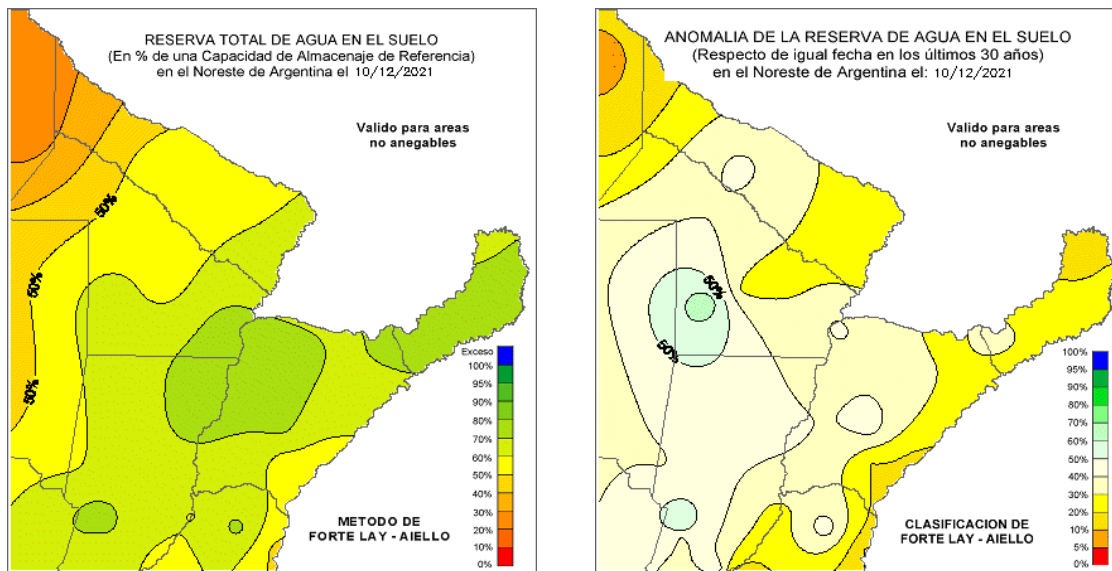 RESERVA TOTAL DE AGUA EN EL SUELO
(En % de una Capacidad de Almacenaje de Referencia)
en el Noreste de Argentina el 10/12/2021
Valido para areas
no anegables
50%
50%
50%
Exceso
100%
95%
90%
80%
70%
60%
50%
40%
30%
20%
10%
0%
METODO DE
FORTE LAY - AIELLO
ANOMALIA DE LA RESERVA DE AGUA EN EL SUELO
(Respecto de igual fecha en los últimos 30 años)
en el Noreste de Argentina el: 10/12/2021
Valido para areas
no anegables
50%
50%
100%
95%
90%
80%
70%
60%
50%
40%
30%
20%
10%
5%
0%
CLASIFICACION DE
FORTE LAY - AIELLO